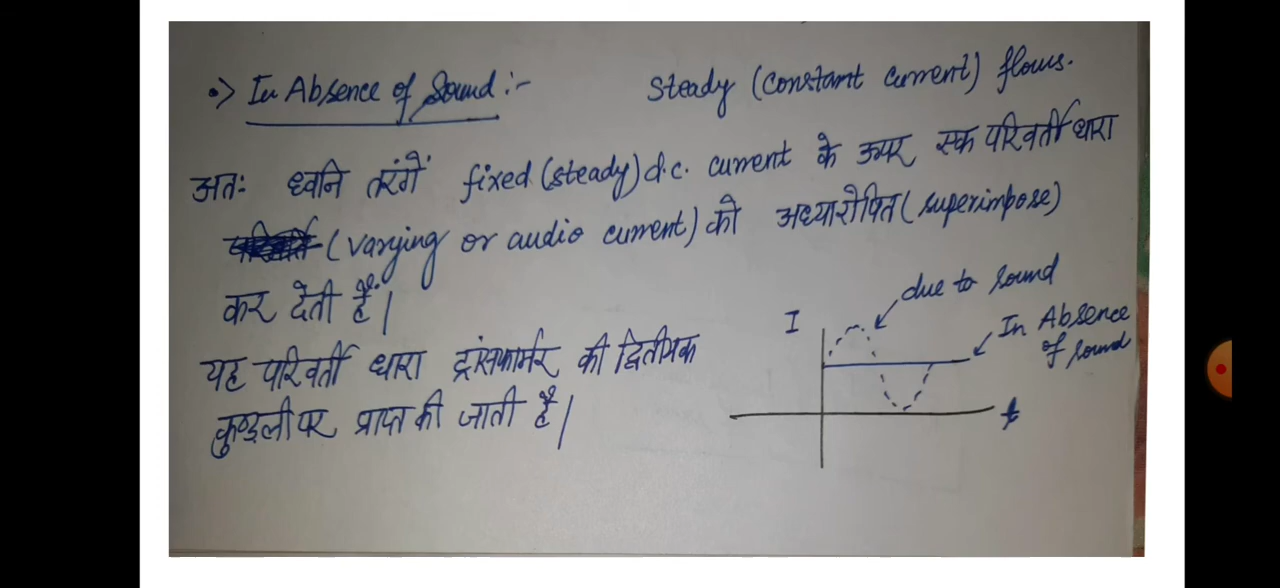 •> In Absence of Sound :- Steady (constant current) flows.
अतः ध्वनि तरंगें fixed (steady) d.c. current के ऊपर एक परिवर्ती धारा
(varying or audio current) को अध्यारोपित (superimpose)
कर देती हैं।
यह परिवर्ती धारा ट्रांसफार्मर की द्वितीयक
कुण्डली पर प्राप्त की जाती है।
due to sound
I
In Absence
of sound
t